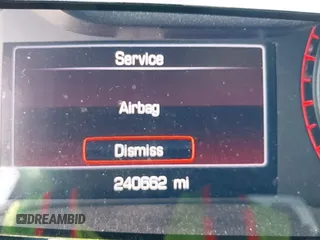 Service
Airbag
Dismiss
240662 mi
DREAMBID